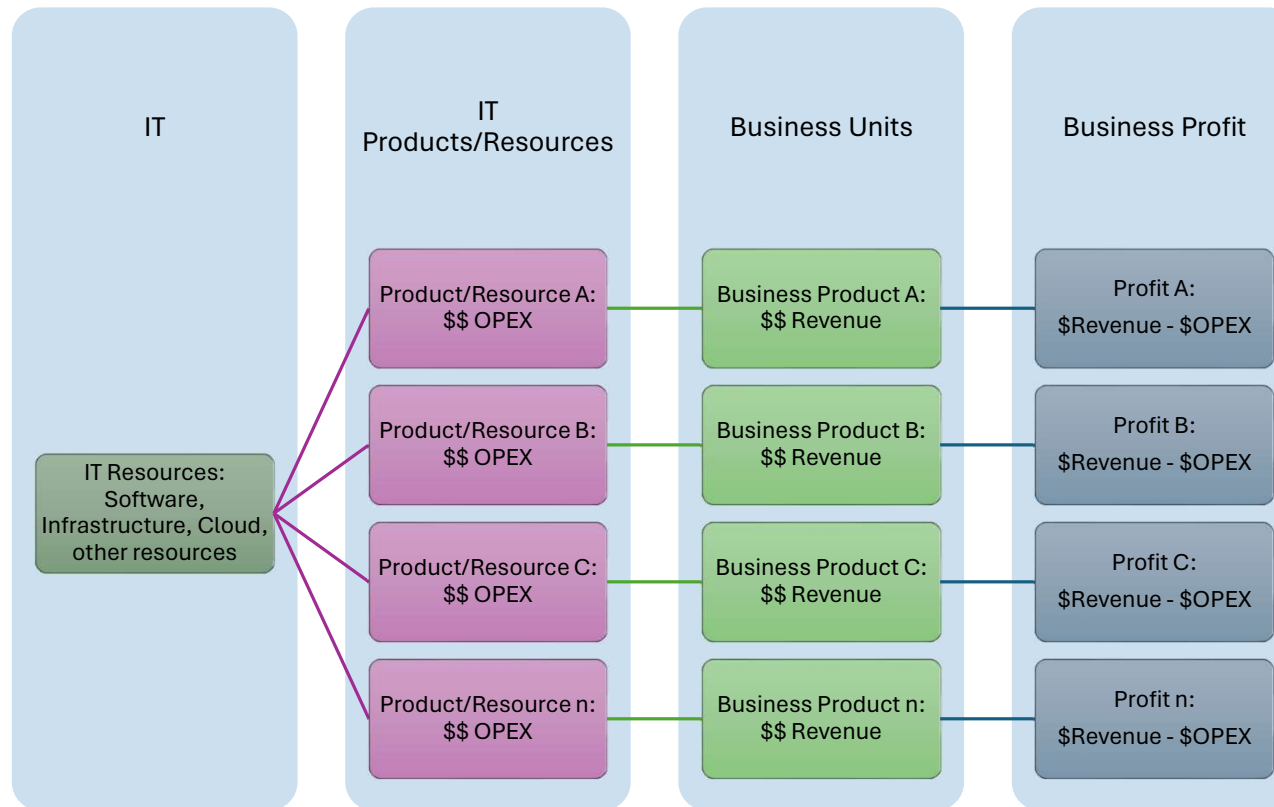 IT
IT
Products/Resources
Business Units
Business Profit
IT Resources:
Software,
Infrastructure, Cloud,
other resources
Product/Resource A:
$$ OPEX
Business Product A:
$$ Revenue
Profit A:
$Revenue - $OPEX
Product/Resource B:
$$ OPEX
Business Product B:
$$ Revenue
Profit B:
$Revenue - $OPEX
Product/Resource C:
$$ OPEX
Business Product C:
$$ Revenue
Profit C:
$Revenue - $OPEX
Product/Resource n:
$$ OPEX
Business Product n:
$$ Revenue
Profit n:
$Revenue - $OPEX